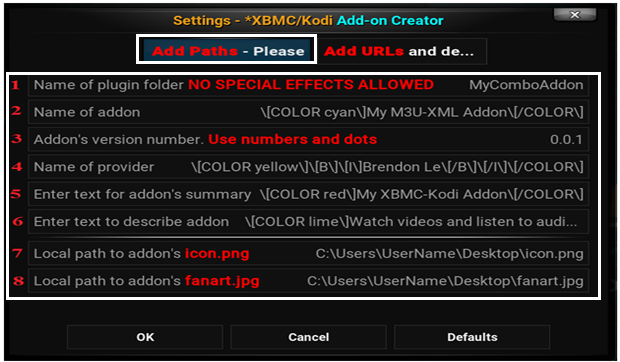 Settings - *XBMC/Kodi Add-on Creator
Add Paths - Please Add URLs and de...
1 Name of plugin folder NO SPECIAL EFFECTS ALLOWED MyComboAddon
2 Name of addon \[COLOR cyan\]My M3U-XML Addon\[/COLOR\]
3 Addon's version number. Use numbers and dots 0.0.1
4 Name of provider \[COLOR yellow\]\[B\]\[I\]Brendon Le\[/B\]\[/I\]\[/COLOR\]
5 Enter text for addon's summary \[COLOR red\]My XBMC-Kodi Addon\[/COLOR\]
6 Enter text to describe addon \[COLOR lime\]Watch videos and listen to audi...
7 Local path to addon's icon.png C:\Users\UserName\Desktop\icon.png
8 Local path to addon's fanart.jpg C:\Users\UserName\Desktop\fanart.jpg
OK Cancel Defaults